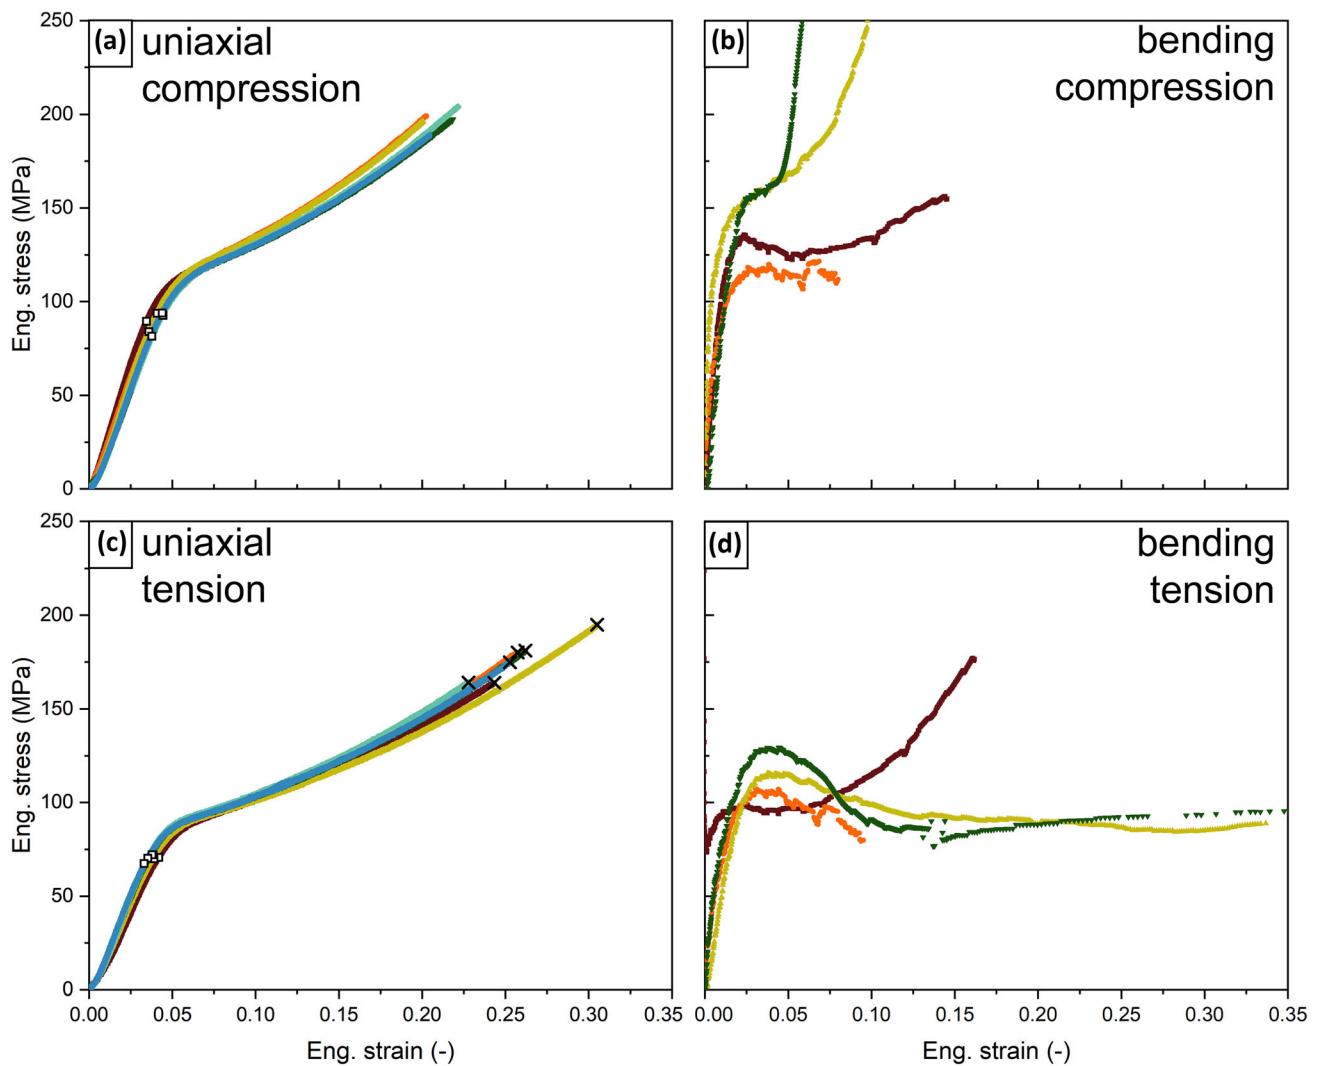 (a) uniaxial
compression
250
200
150
100
50
0
Eng. stress (MPa)
(b) bending
compression
(c) uniaxial
tension
250
200
150
100
50
0
0.00 0.05 0.10 0.15 0.20 0.25 0.30 0.35
Eng. stress (MPa)
Eng. strain (-)
(d) bending
tension
0.00 0.05 0.10 0.15 0.20 0.25 0.30 0.35
Eng. strain (-)